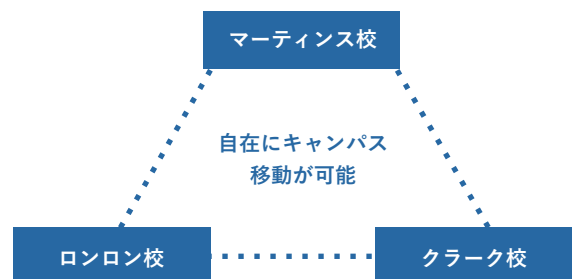 マーティンス校
自在にキャンパス
移動が可能
ロンロン校
クラーク校